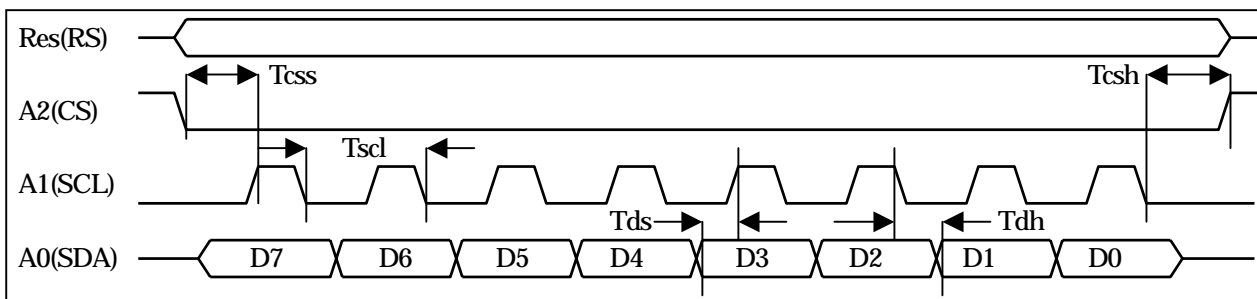 Res(RS)
Tcss Tcsh
A2(CS)
Tscl
A1(SCL)
Tds Tdh
A0(SDA) D7 D6 D5 D4 D3 D2 D1 D0